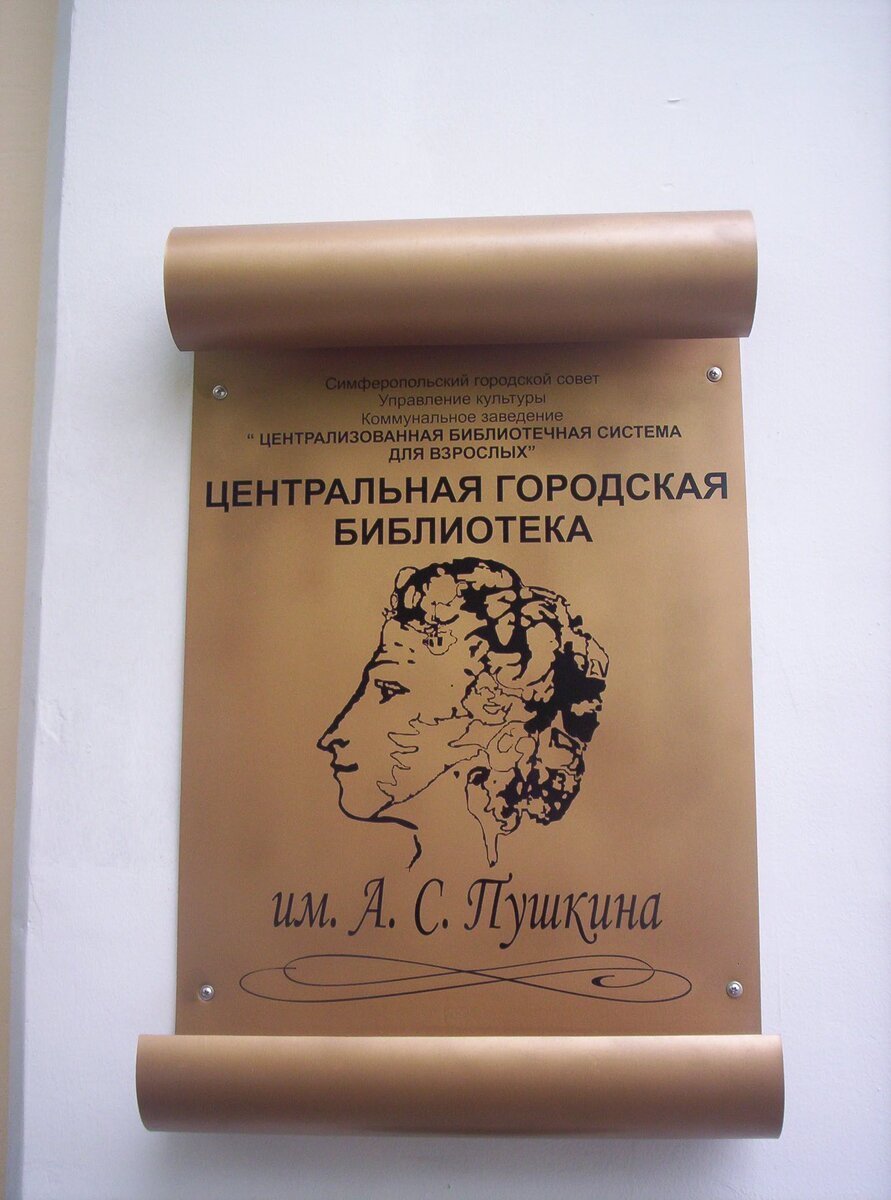 Симферопольский городской совет
Управление культуры
Коммунальное заведение
“ ЦЕНТРАЛИЗОВАННАЯ БИБЛИОТЕЧНАЯ СИСТЕМА
ДЛЯ ВЗРОСЛЫХ”
ЦЕНТРАЛЬНАЯ ГОРОДСКАЯ
БИБЛИОТЕКА
им. А. С. Пушкина